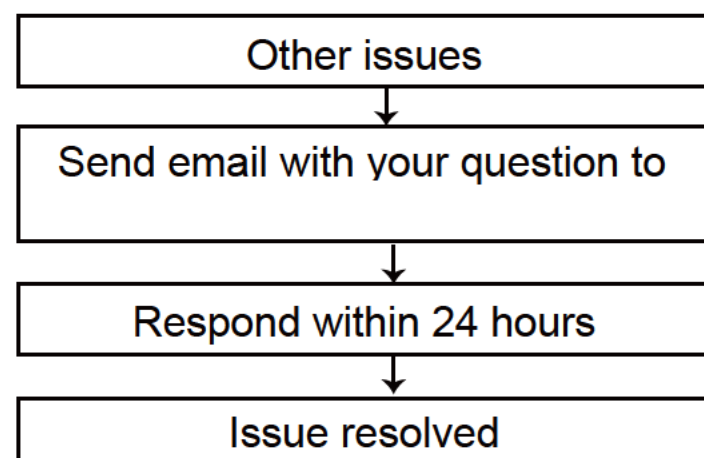 Other issues
Send email with your question to
Respond within 24 hours
Issue resolved